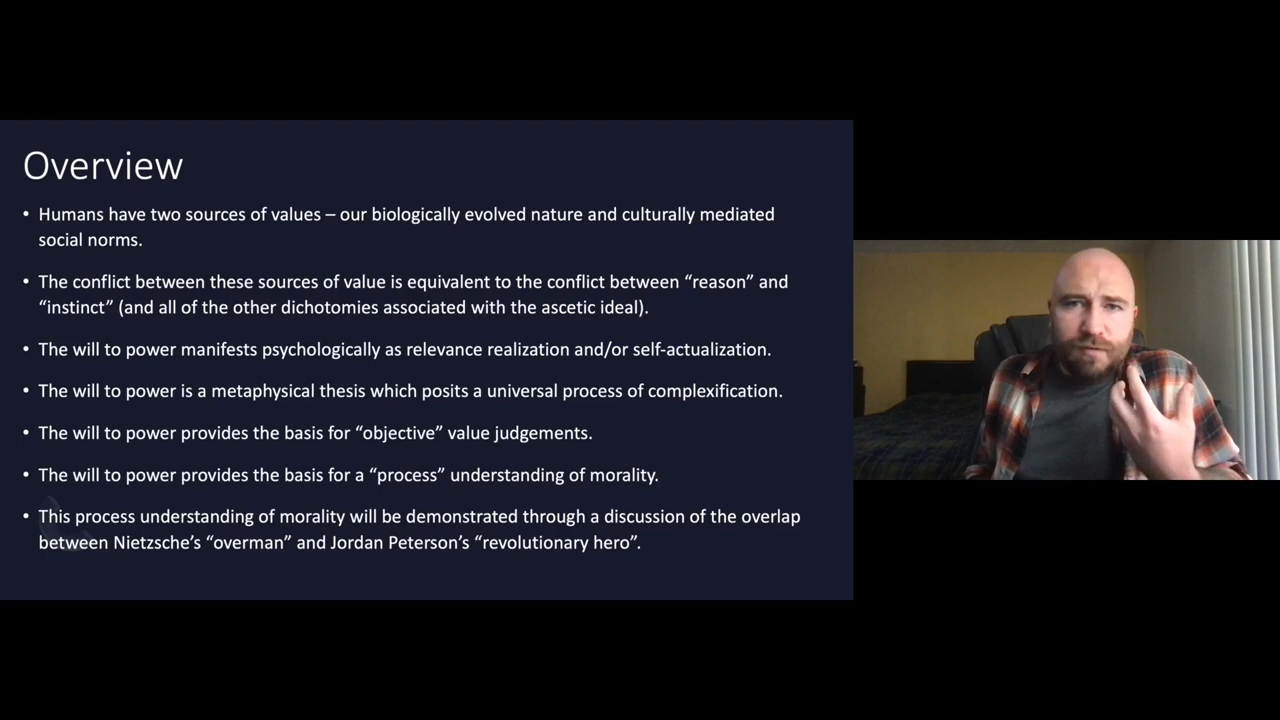 Overview
• Humans have two sources of values – our biologically evolved nature and culturally mediated
social norms.
• The conflict between these sources of value is equivalent to the conflict between “reason” and
“instinct” (and all of the other dichotomies associated with the ascetic ideal).
• The will to power manifests psychologically as relevance realization and/or self-actualization.
• The will to power is a metaphysical thesis which posits a universal process of complexification.
• The will to power provides the basis for “objective” value judgements.
• The will to power provides the basis for a “process” understanding of morality.
• This process understanding of morality will be demonstrated through a discussion of the overlap
between Nietzsche’s “overman” and Jordan Peterson’s “revolutionary hero”.